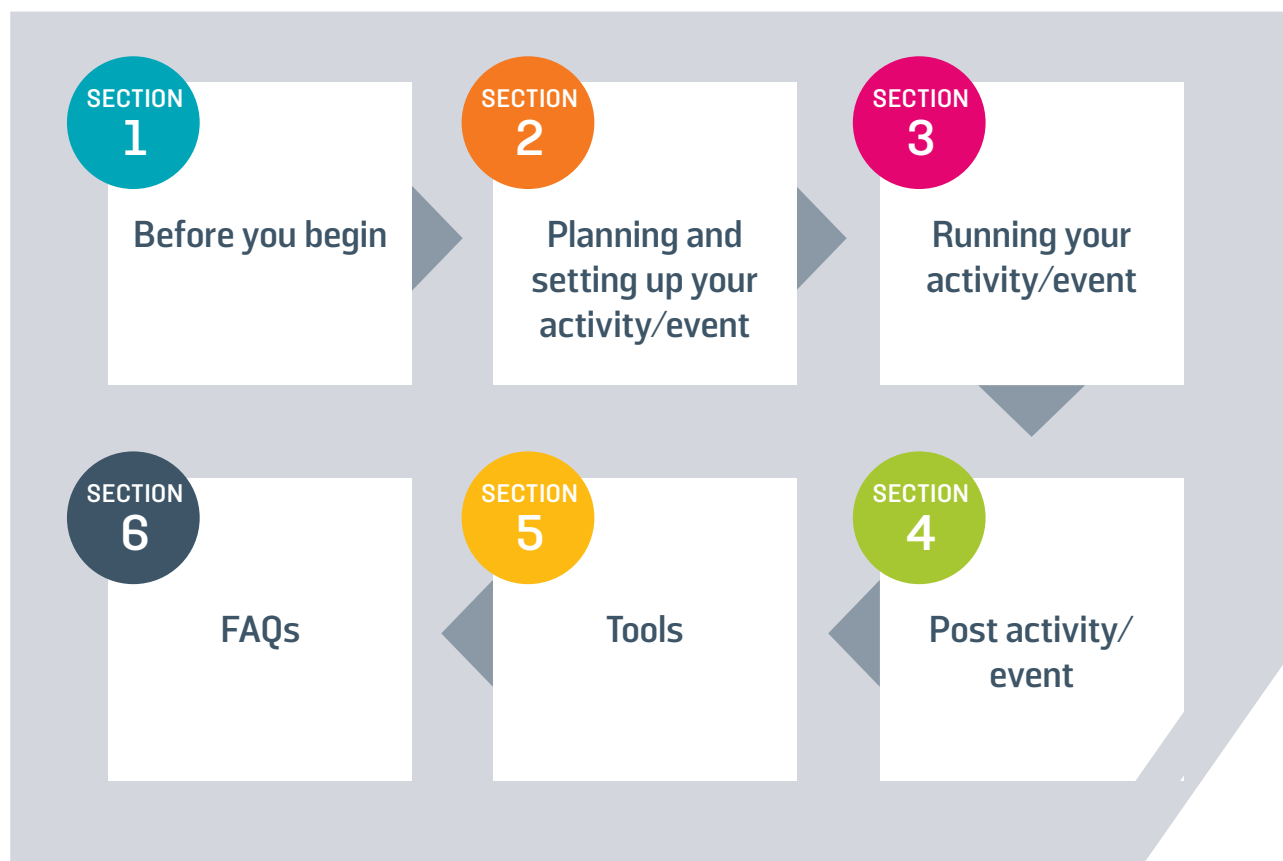 SECTION
1
Before you begin
SECTION
2
Planning and
setting up your
activity/event
SECTION
3
Running your
activity/event
SECTION
4
Post activity/
event
SECTION
5
Tools
SECTION
6
FAQs